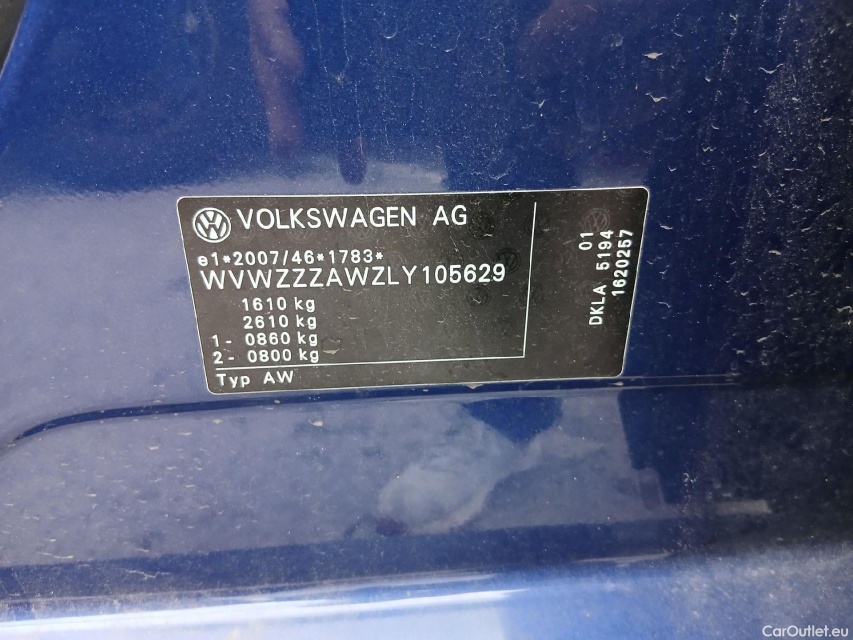 VOLKSWAGEN AG
e1*2007/46*1783*
WVWZZZAWZLY105629
1610 kg
2610 kg
1- 0860 kg
2- 0800 kg
Typ AW
01
DKLA 5194
1620257
CarOutlet.eu